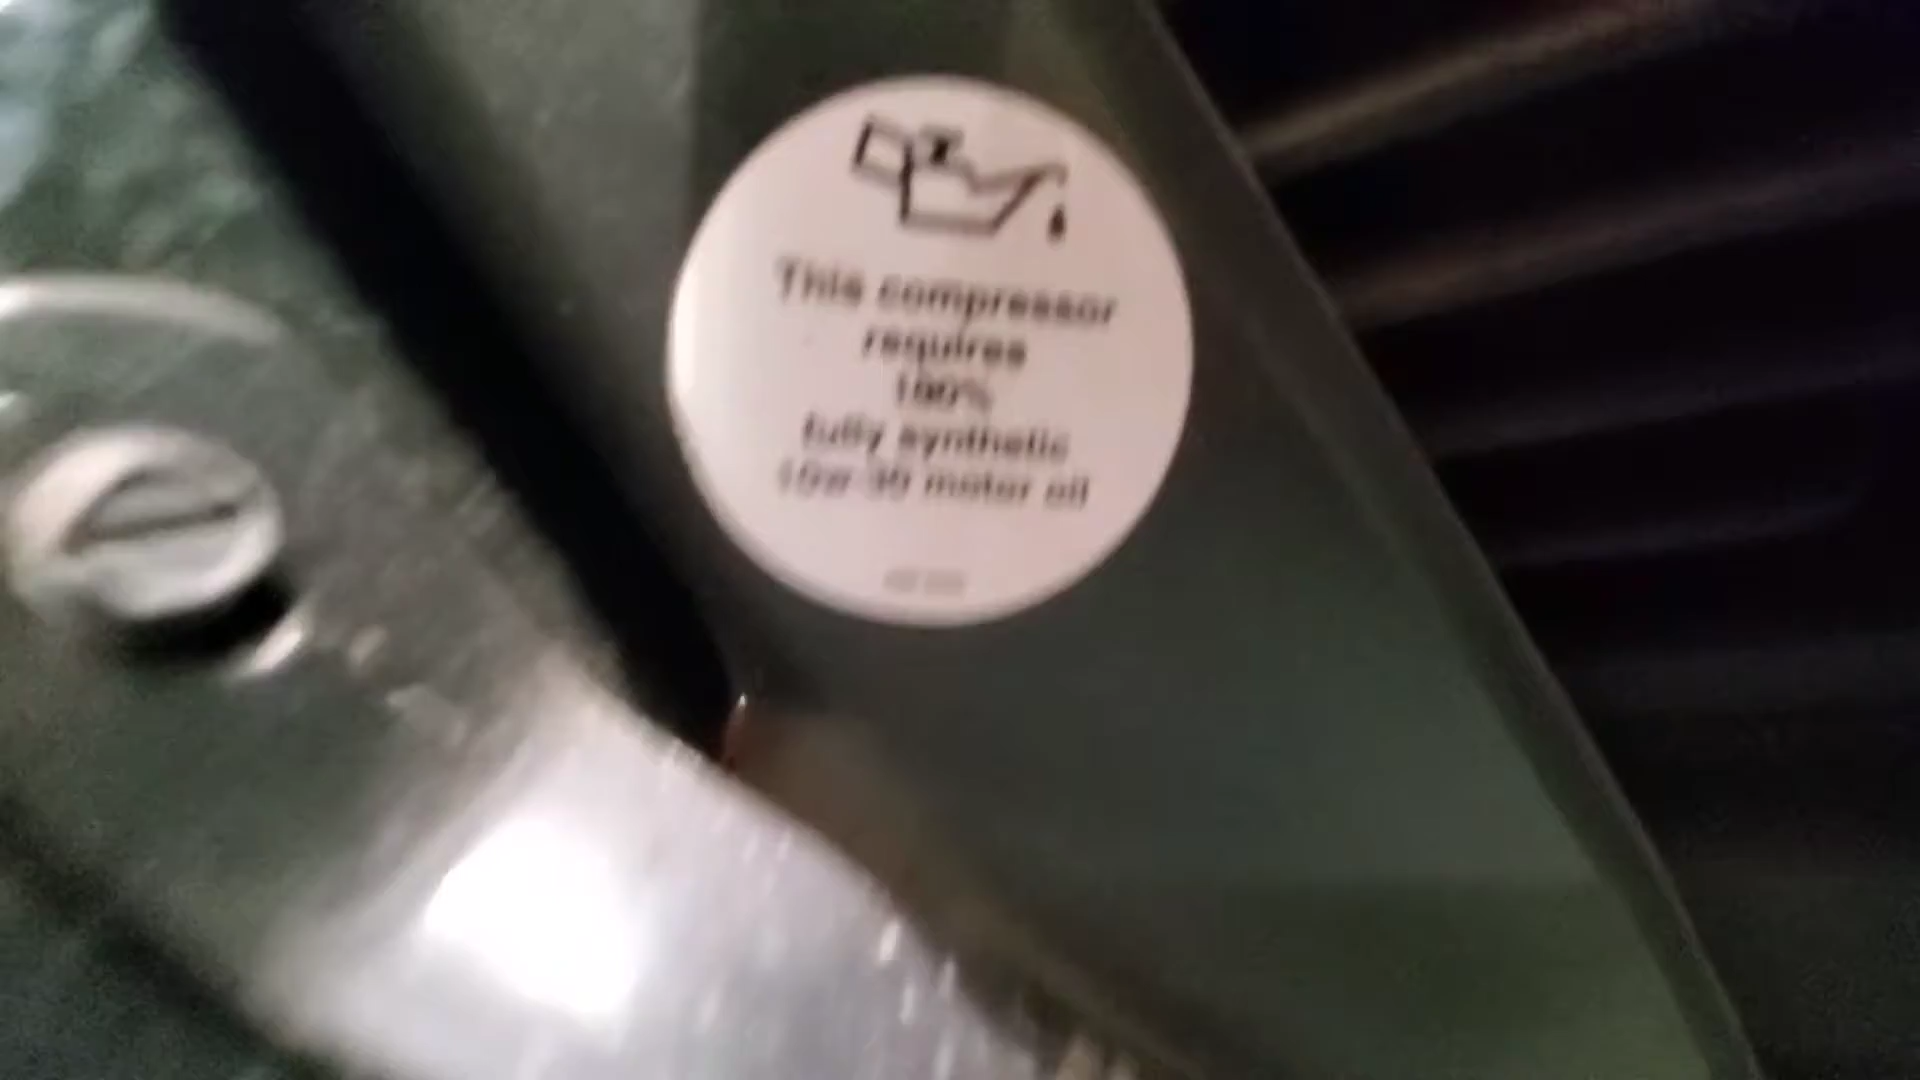 This compressor
requires
100%
fully synthetic
10w-30 motor oil